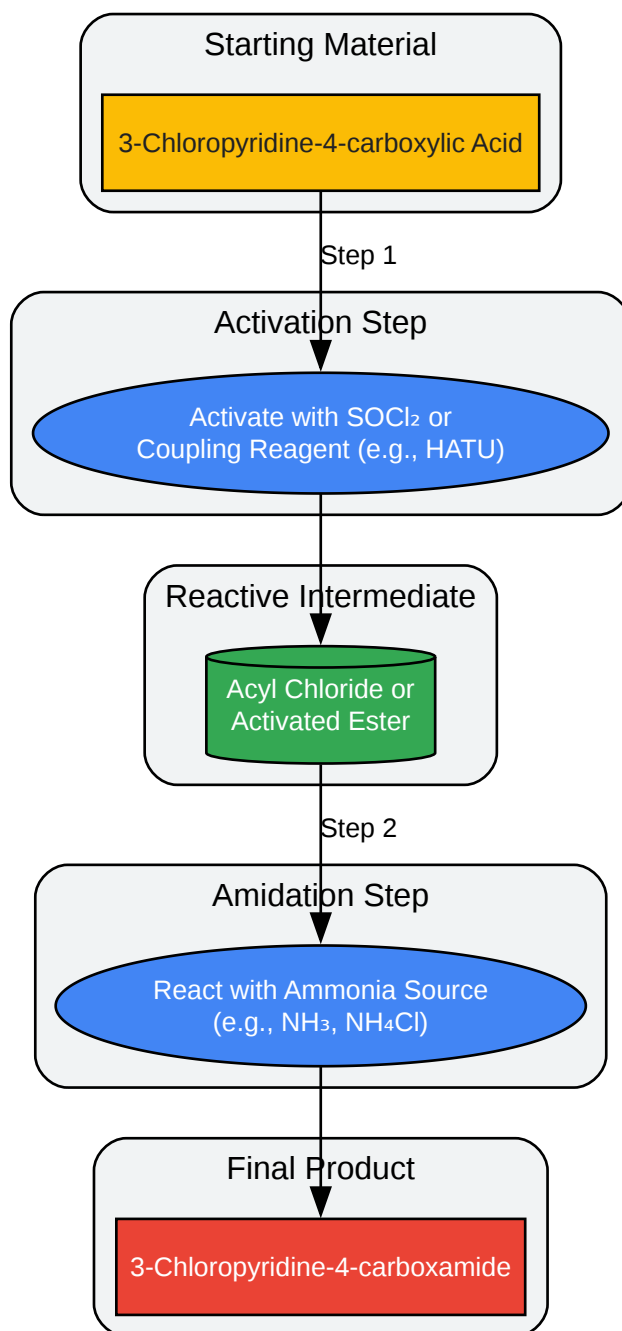 Starting Material
3-Chloropyridine-4-carboxylic Acid
Step 1
Activation Step
Activate with SOCl₂ or
Coupling Reagent (e.g., HATU)
Reactive Intermediate
Acyl Chloride or
Activated Ester
Step 2
Amidation Step
React with Ammonia Source
(e.g., NH₃, NH₄Cl)
Final Product
3-Chloropyridine-4-carboxamide